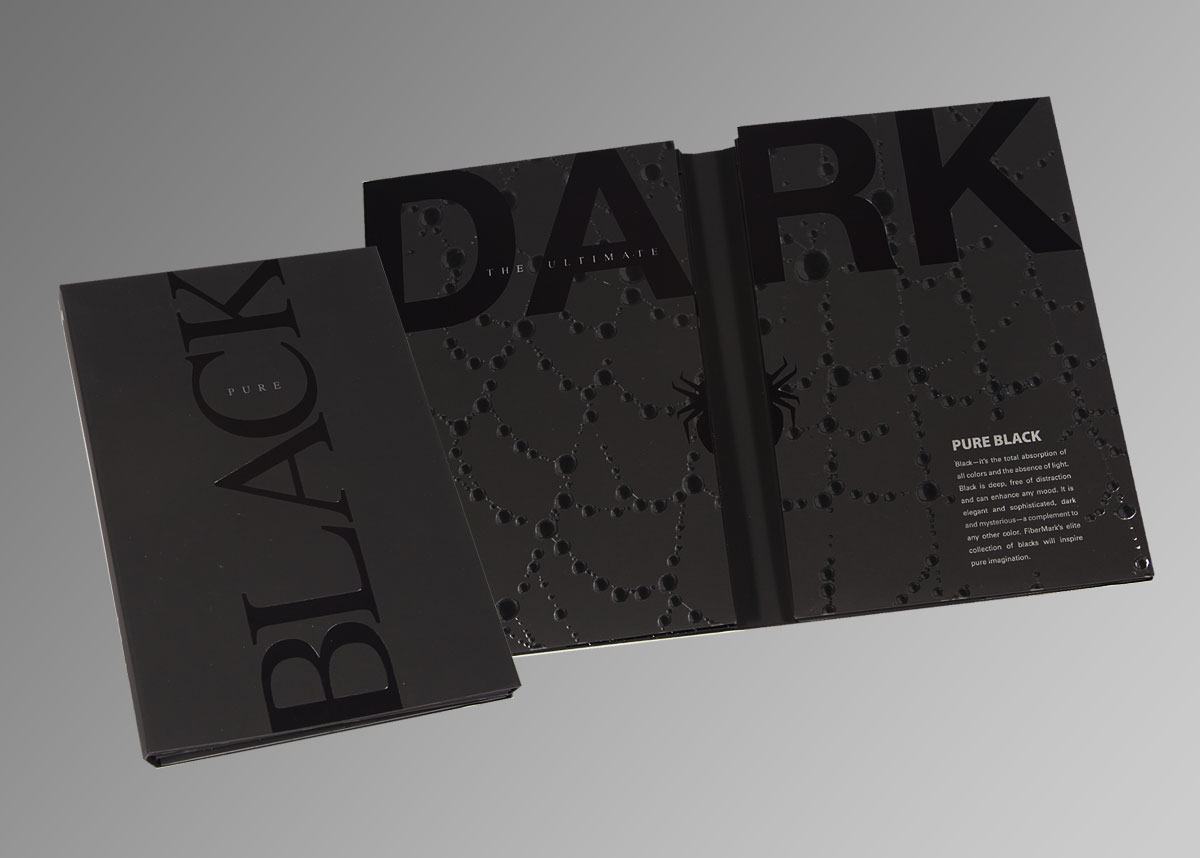 BLACK
PURE
DARK
THE ULTIMATE
PURE BLACK
Black—it's the total absorption of
all colors and the absence of light.
Black is deep, free of distraction
and can enhance any mood. It is
elegant and sophisticated, dark
and mysterious—a complement to
any other color. FiberMark's elite
collection of blacks will inspire
pure imagination.